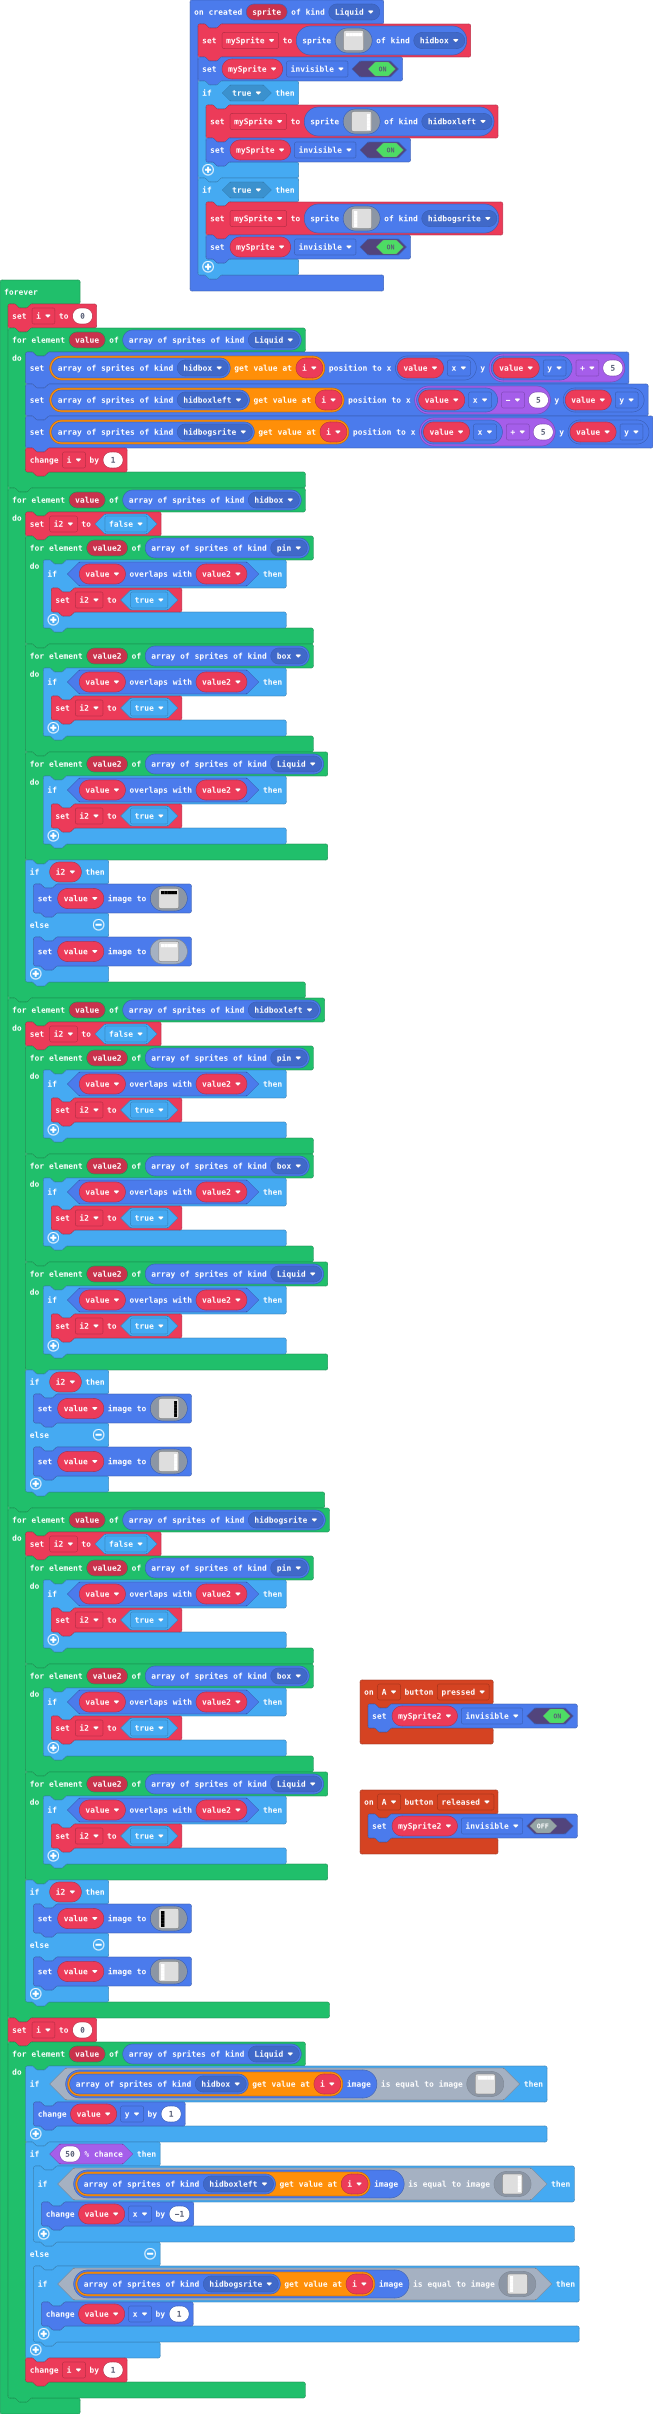 on created sprite of kind Liquid
set mySprite to sprite of kind hidbox
set mySprite invisible ON
if true then
set mySprite to sprite of kind hidboxleft
set mySprite invisible ON
if true then
set mySprite to sprite of kind hidbogsrite
set mySprite invisible ON
forever
set i to 0
for element value of array of sprites of kind Liquid
do
set array of sprites of kind hidbox get value at i position to x value x y value y + 5
set array of sprites of kind hidboxleft get value at i position to x value x - 5 y value y
set array of sprites of kind hidbogsrite get value at i position to x value x + 5 y value y
change i by 1
for element value of array of sprites of kind hidbox
do
set i2 to false
for element value2 of array of sprites of kind pin
do
if value overlaps with value2 then
set i2 to true
for element value2 of array of sprites of kind box
do
if value overlaps with value2 then
set i2 to true
for element value2 of array of sprites of kind Liquid
do
if value overlaps with value2 then
set i2 to true
if i2 then
set value image to
else
set value image to
for element value of array of sprites of kind hidboxleft
do
set i2 to false
for element value2 of array of sprites of kind pin
do
if value overlaps with value2 then
set i2 to true
for element value2 of array of sprites of kind box
do
if value overlaps with value2 then
set i2 to true
for element value2 of array of sprites of kind Liquid
do
if value overlaps with value2 then
set i2 to true
if i2 then
set value image to
else
set value image to
for element value of array of sprites of kind hidbogsrite
do
set i2 to false
for element value2 of array of sprites of kind pin
do
if value overlaps with value2 then
set i2 to true
for element value2 of array of sprites of kind box
do
if value overlaps with value2 then
set i2 to true
for element value2 of array of sprites of kind Liquid
do
if value overlaps with value2 then
set i2 to true
if i2 then
set value image to
else
set value image to
on A button pressed
set mySprite2 invisible ON
on A button released
set mySprite2 invisible OFF
set i to 0
for element value of array of sprites of kind Liquid
do
if array of sprites of kind hidbox get value at i image is equal to image then
change value y by 1
if 50 % chance then
if array of sprites of kind hidboxleft get value at i image is equal to image then
change value x by -1
else
if array of sprites of kind hidbogsrite get value at i image is equal to image then
change value x by 1
change i by 1